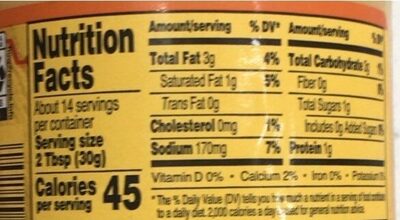 Nutrition
Facts
About 14 servings
per container
Serving size
2 Tbsp (30g)
Calories 45
per serving
Amount/serving % DV*
Total Fat 3g 4%
Saturated Fat 1g 5%
Trans Fat 0g
Cholesterol 0mg 1%
Sodium 170mg 7%
Amount/serving % DV*
Total Carbohydrate 3g 1%
Fiber 0g
Total Sugars 1g
Includes 0g Added Sugars
Protein 1g
Vitamin D 0% • Calcium 2% • Iron 0% • Potassium
* The % Daily Value (DV) tells you how much a nutrient in a serving of food
to a daily diet. 2,000 calories a day is used for general nutrition advice